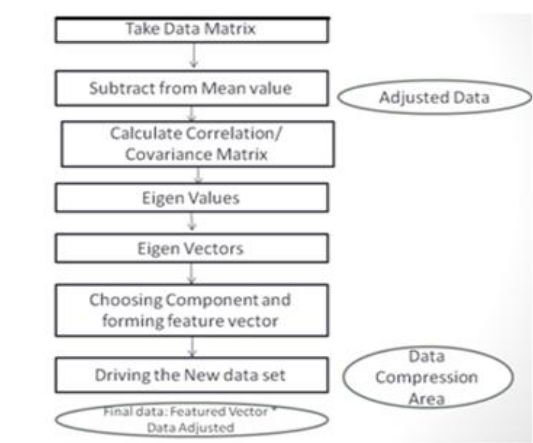 Take Data Matrix
Subtract from Mean value
Adjusted Data
Calculate Correlation/
Covariance Matrix
Eigen Values
Eigen Vectors
Choosing Component and
forming feature vector
Driving the New data set
Data
Compression
Area
Final data: Featured Vector *
Data Adjusted